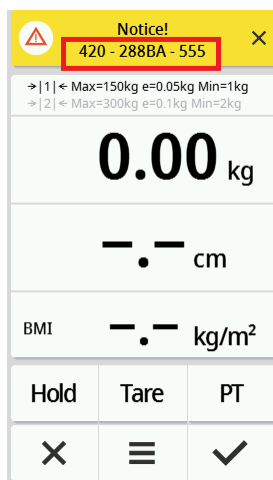 Notice!
420 - 288BA - 555
→|1|← Max=150kg e=0.05kg Min=1kg
→|2|← Max=300kg e=0.1kg Min=2kg
0.00 kg
–.– cm
BMI –.– kg/m²
Hold Tare PT